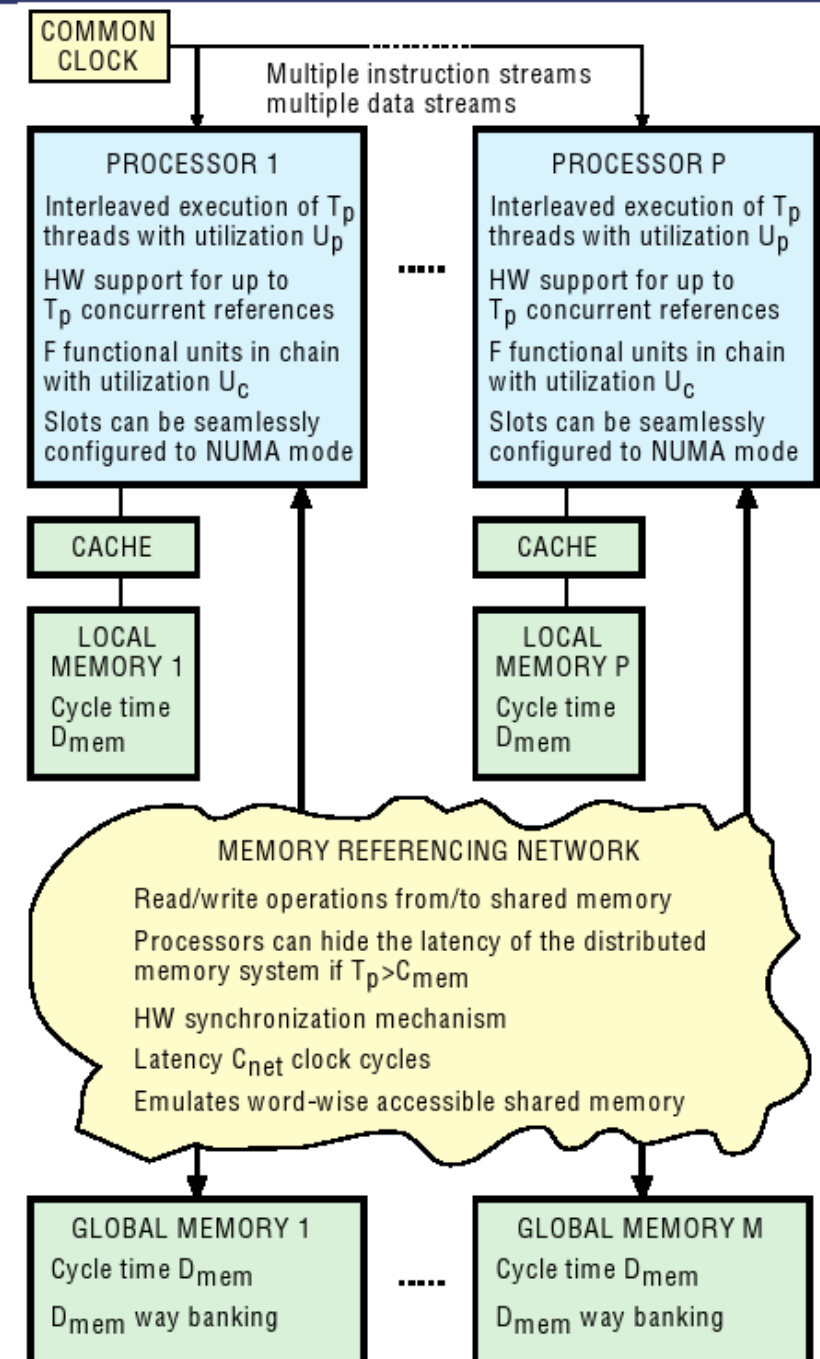 COMMON
CLOCK
Multiple instruction streams
multiple data streams
PROCESSOR 1
Interleaved execution of Tp
threads with utilization Up
HW support for up to
Tp concurrent references
F functional units in chain
with utilization Uc
Slots can be seamlessly
configured to NUMA mode
.....
PROCESSOR P
Interleaved execution of Tp
threads with utilization Up
HW support for up to
Tp concurrent references
F functional units in chain
with utilization Uc
Slots can be seamlessly
configured to NUMA mode
CACHE
CACHE
LOCAL
MEMORY 1
Cycle time
Dmem
LOCAL
MEMORY P
Cycle time
Dmem
MEMORY REFERENCING NETWORK
Read/write operations from/to shared memory
Processors can hide the latency of the distributed
memory system if Tp>Cmem
HW synchronization mechanism
Latency Cnet clock cycles
Emulates word-wise accessible shared memory
GLOBAL MEMORY 1
Cycle time Dmem
Dmem way banking
.....
GLOBAL MEMORY M
Cycle time Dmem
Dmem way banking